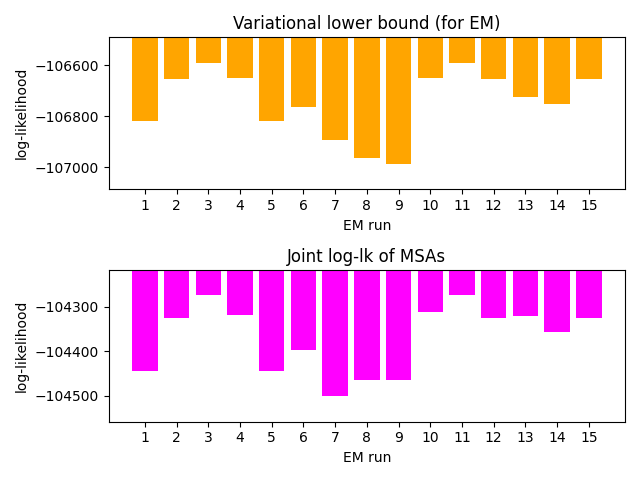 Variational lower bound (for EM)
log-likelihood
−106600
−106800
−107000
1 2 3 4 5 6 7 8 9 10 11 12 13 14 15
EM run
Joint log-lk of MSAs
log-likelihood
−104300
−104400
−104500
1 2 3 4 5 6 7 8 9 10 11 12 13 14 15
EM run